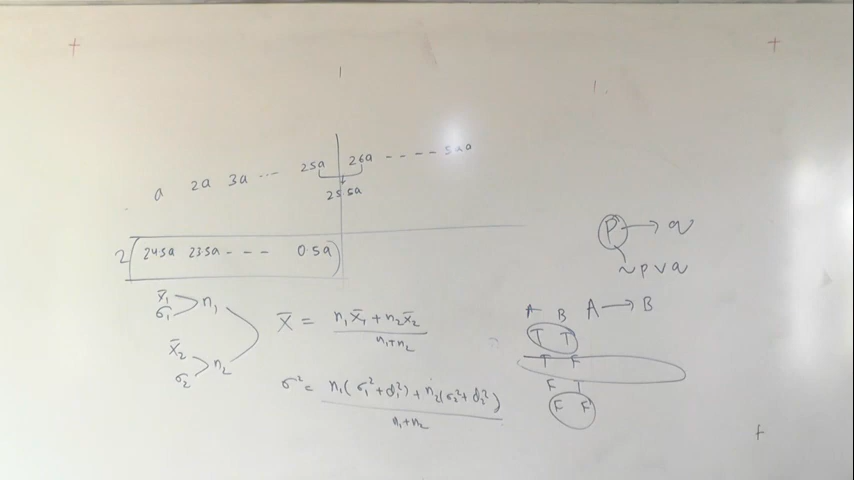 a 2a 3a ... 25a | 26a - - - -
25.5a
2(24.5a 23.5a - - - 0.5a)
P → q
~p v q
x̄₁ σ₁ > n₁
x̄₂ σ₂ > n₂
x̄ = n₁x̄₁ + n₂x̄₂ / n₁+n₂
σ² = n₁(σ₁² + d₁²) + n₂(σ₂² + d₂²) / n₁+n₂
A B A → B
T T
T F
F T
F F